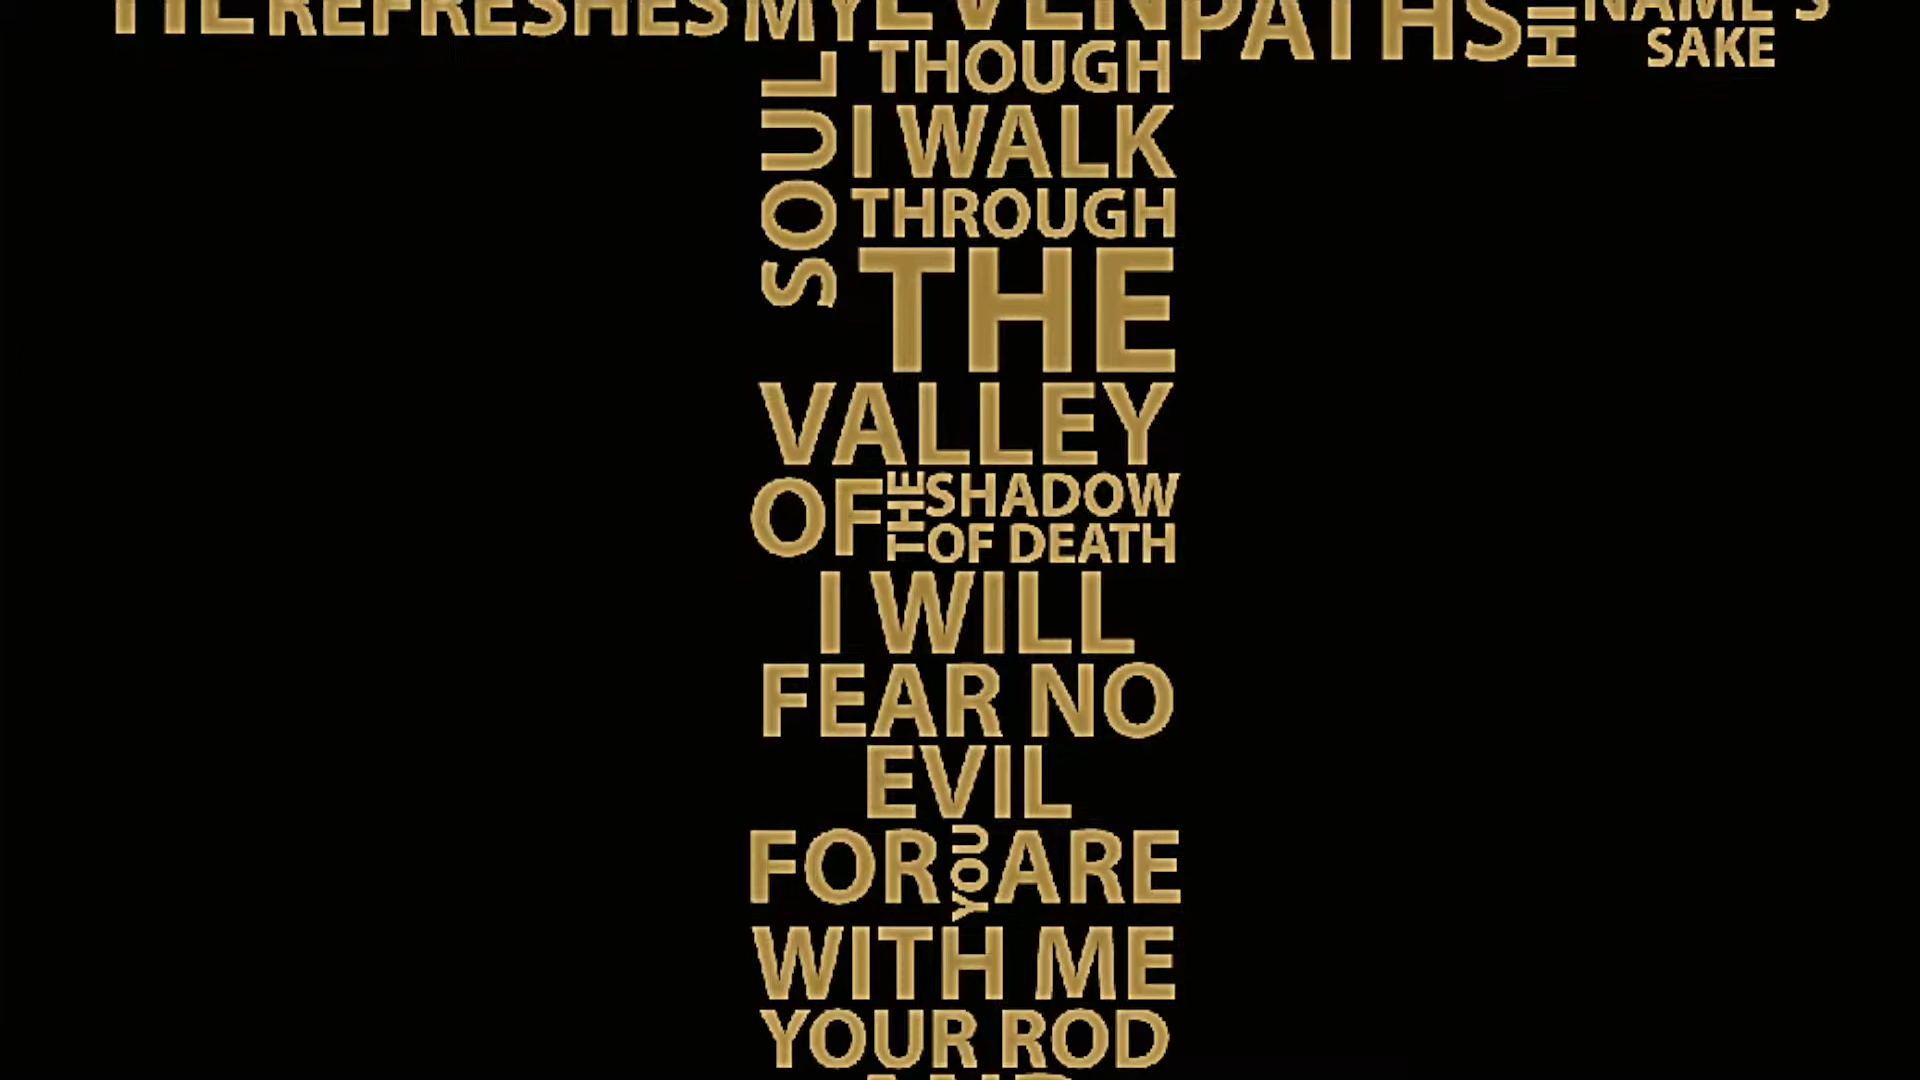 HE REFRESHES MY SOUL
PATHS
NAME'S
SAKE
EVEN
THOUGH
I WALK
THROUGH
THE
VALLEY
OF THE SHADOW
OF DEATH
I WILL
FEAR NO
EVIL
FOR YOU ARE
WITH ME
YOUR ROD
AND